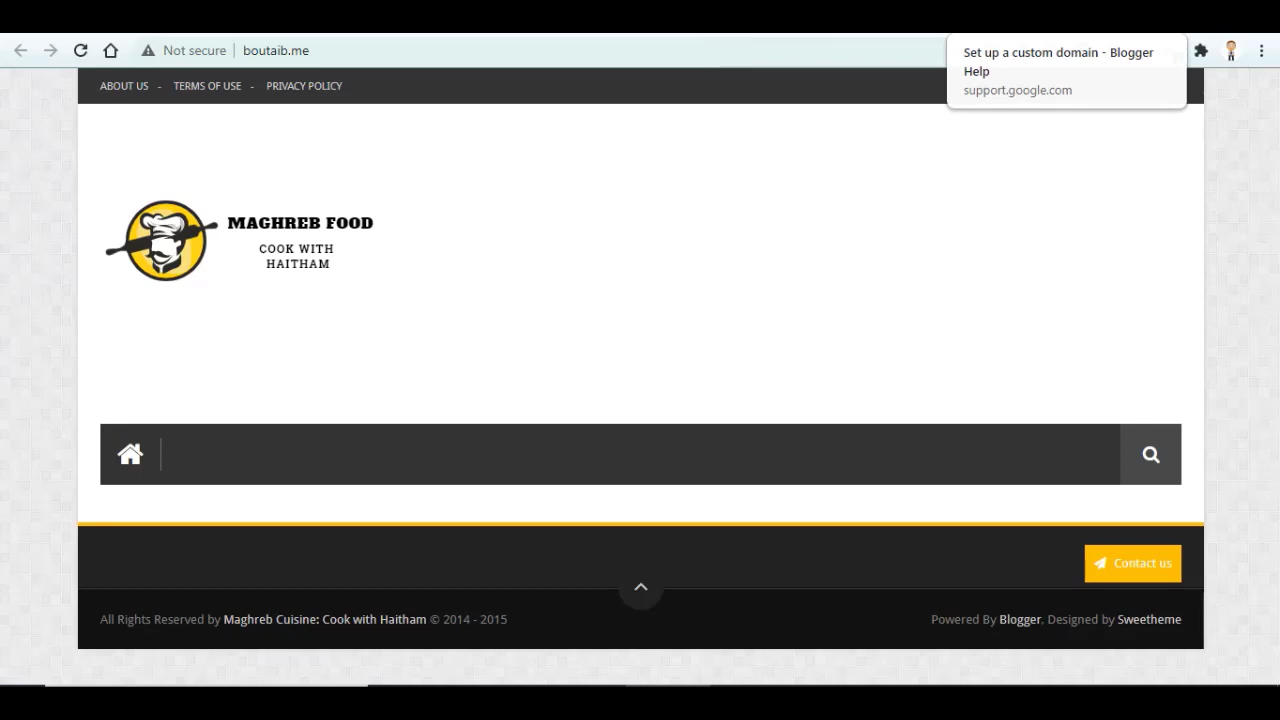 Not secure boutaib.me
Set up a custom domain - Blogger
Help
support.google.com
ABOUT US - TERMS OF USE - PRIVACY POLICY
MAGHREB FOOD
COOK WITH
HAITHAM
Contact us
All Rights Reserved by Maghreb Cuisine: Cook with Haitham © 2014 - 2015
Powered By Blogger, Designed by Sweetheme